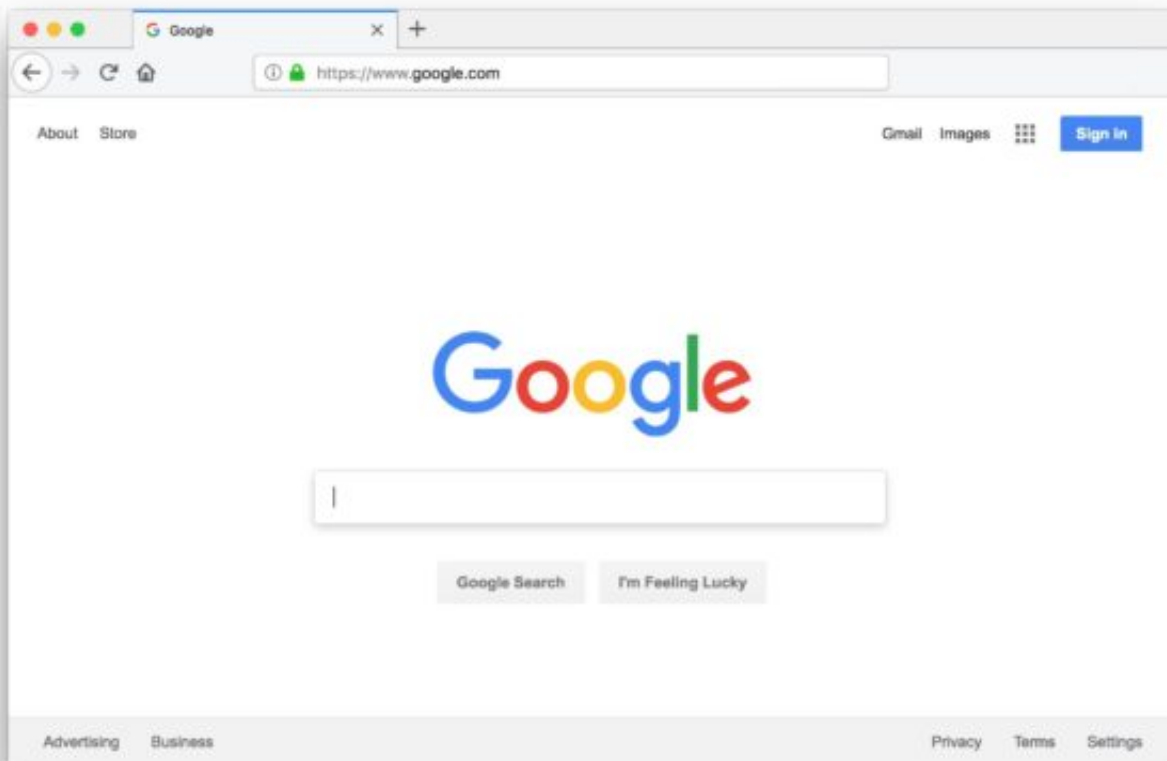 Google
https://www.google.com
About Store Gmail Images Sign in
Google
Google Search I'm Feeling Lucky
Advertising Business Privacy Terms Settings